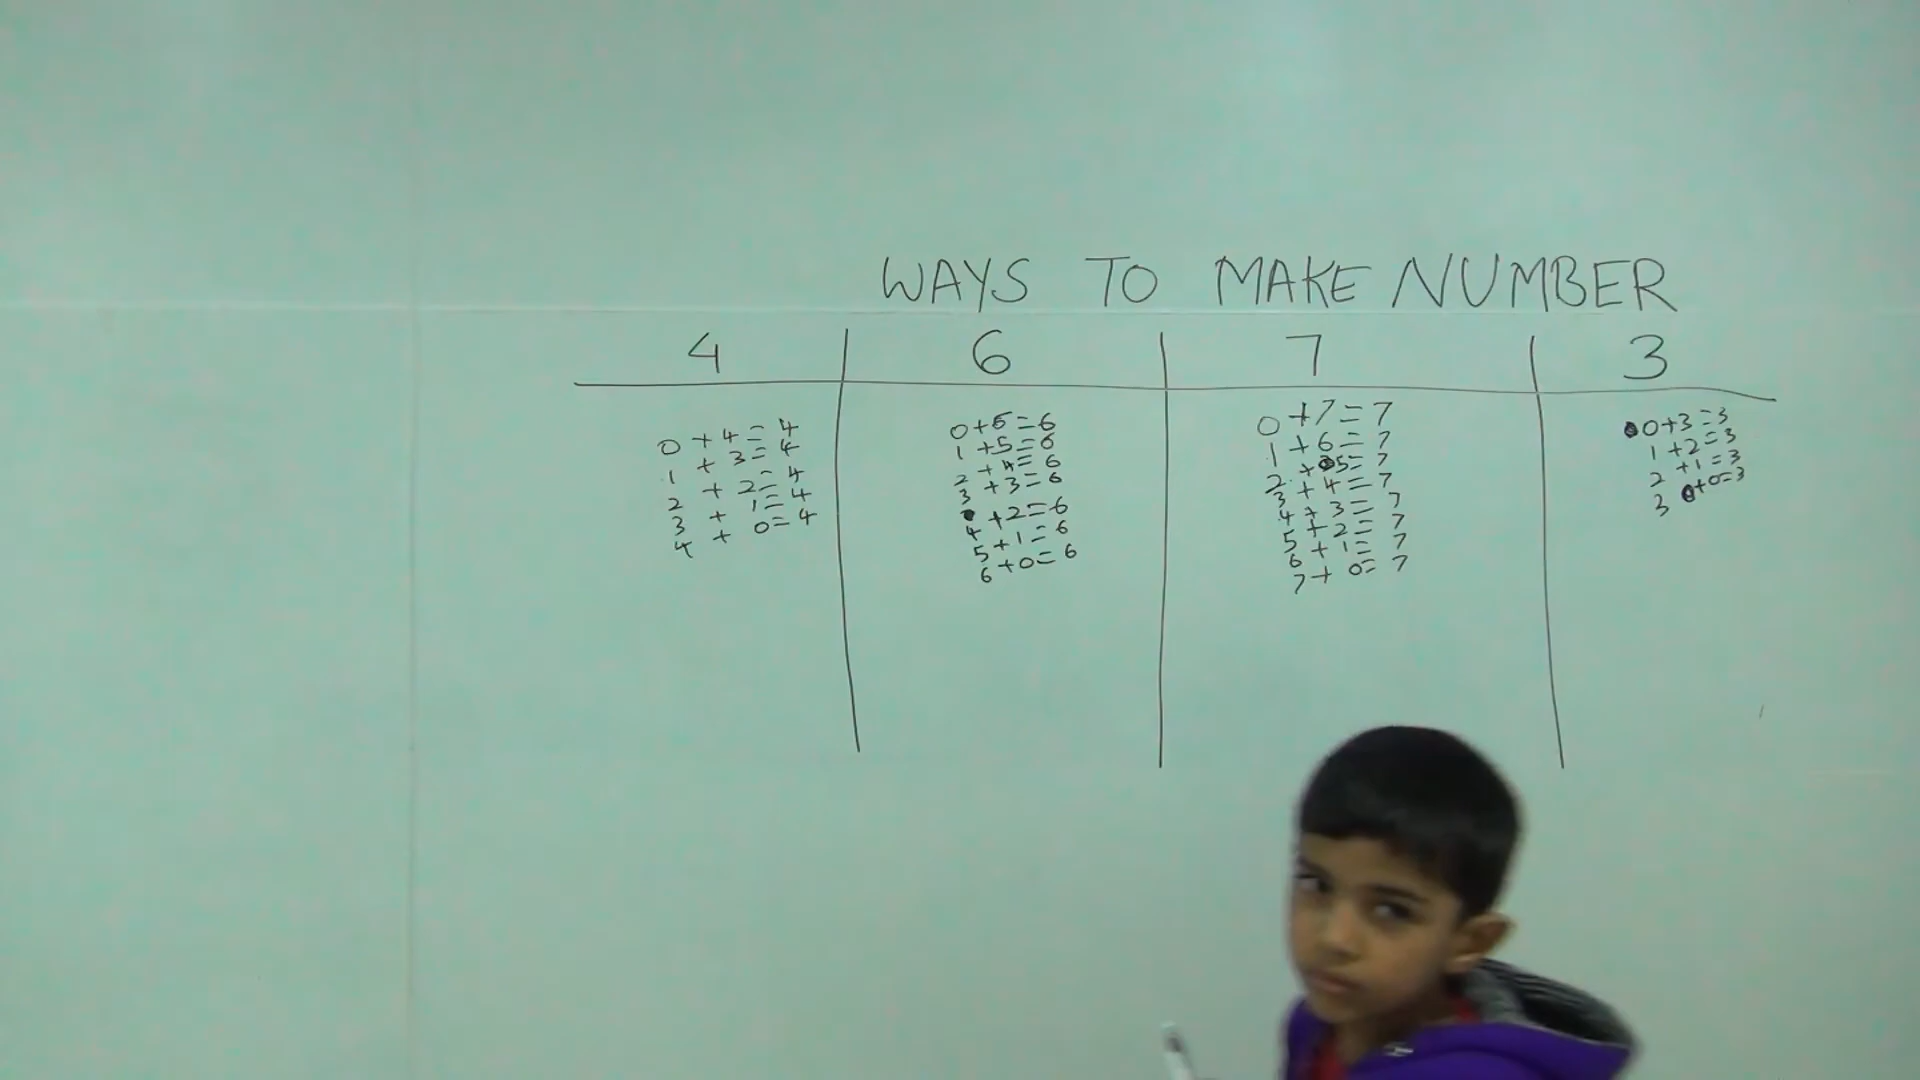 WAYS TO MAKE NUMBER
4 6 7 3
0 + 4 = 4
1 + 3 = 4
2 + 2 = 4
3 + 1 = 4
4 + 0 = 4
0+6=6
1+5=6
2+4=6
3+3=6
4+2=6
5+1=6
6+0=6
0+7=7
1+6=7
2+5=7
3+4=7
4+3=7
5+2=7
6+1=7
7+0=7
0+3=3
1+2=3
2+1=3
3+0=3